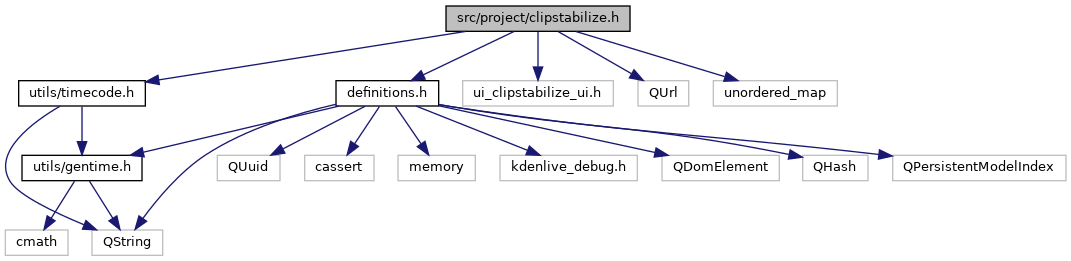 src/project/clipstabilize.h
utils/timecode.h
definitions.h
ui_clipstabilize_ui.h
QUrl
unordered_map
utils/gentime.h
QUuid
cassert
memory
kdenlive_debug.h
QDomElement
QHash
QPersistentModelIndex
cmath
QString